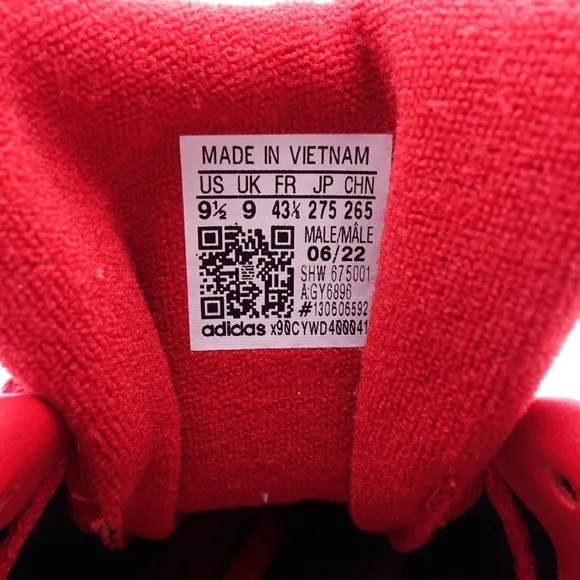 MADE IN VIETNAM
US UK FR JP CHN
9½ 9 43⅓ 275 265
MALE/MÂLE
06/22
SHW 675001
A:GY6896
#130606592
adidas x90CYWD400041